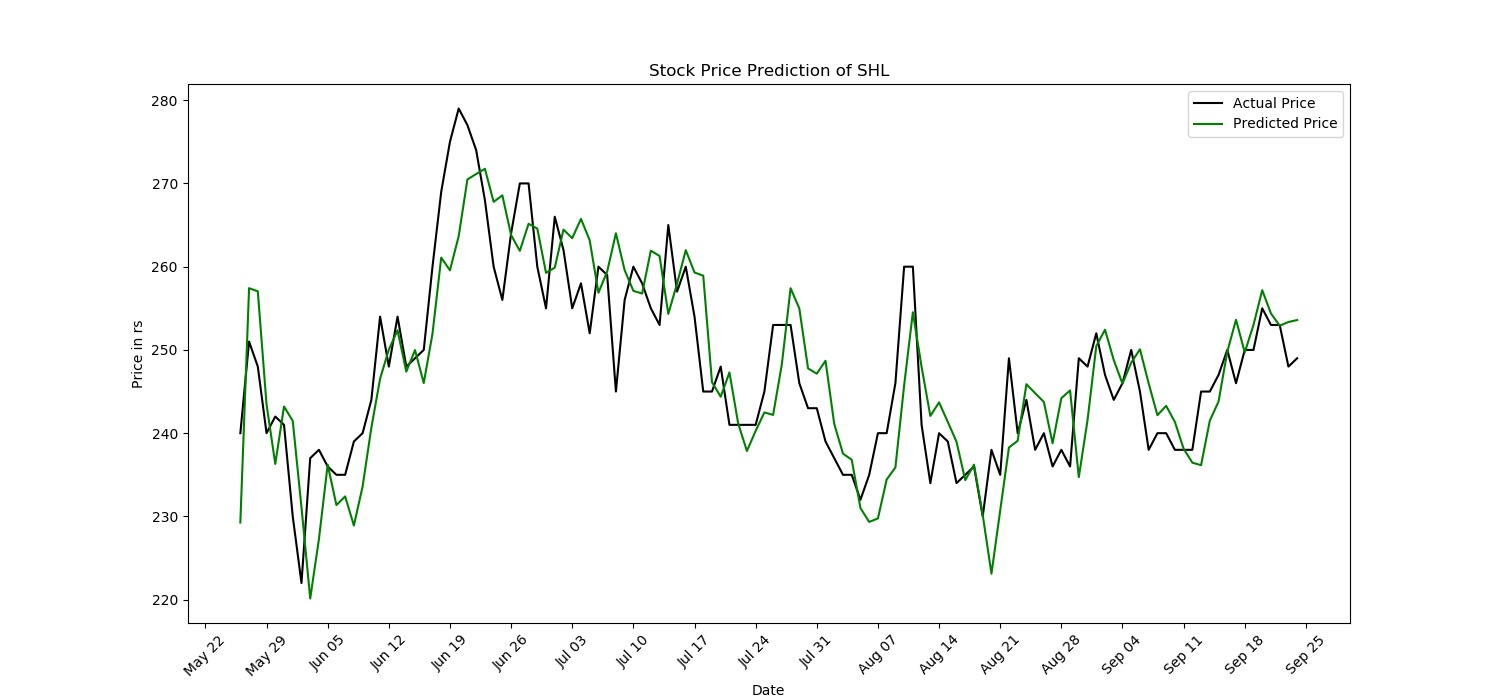 Stock Price Prediction of SHL
Actual Price
Predicted Price
Price in rs
280
270
260
250
240
230
220
May 22
May 29
Jun 05
Jun 12
Jun 19
Jun 26
Jul 03
Jul 10
Jul 17
Jul 24
Jul 31
Aug 07
Aug 14
Aug 21
Aug 28
Sep 04
Sep 11
Sep 18
Sep 25
Date